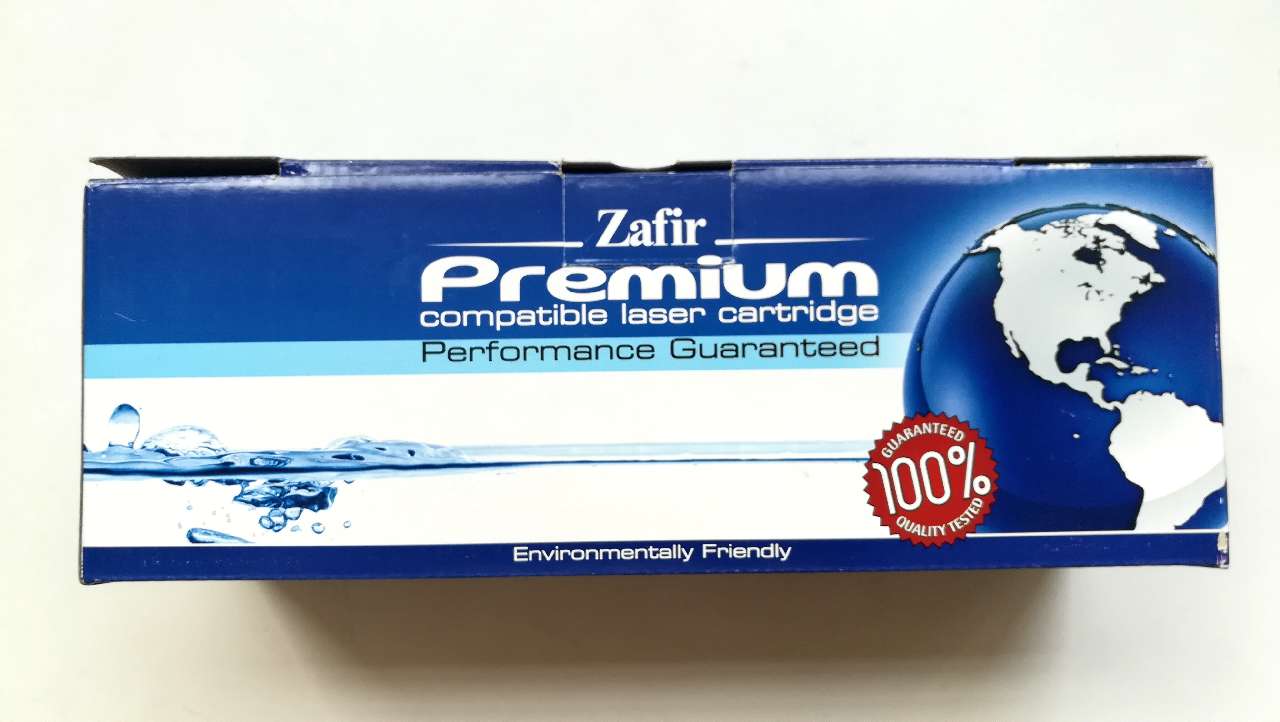 Zafir
Premium
compatible laser cartridge
Performance Guaranteed
GUARANTEED
100%
QUALITY TESTED
Environmentally Friendly